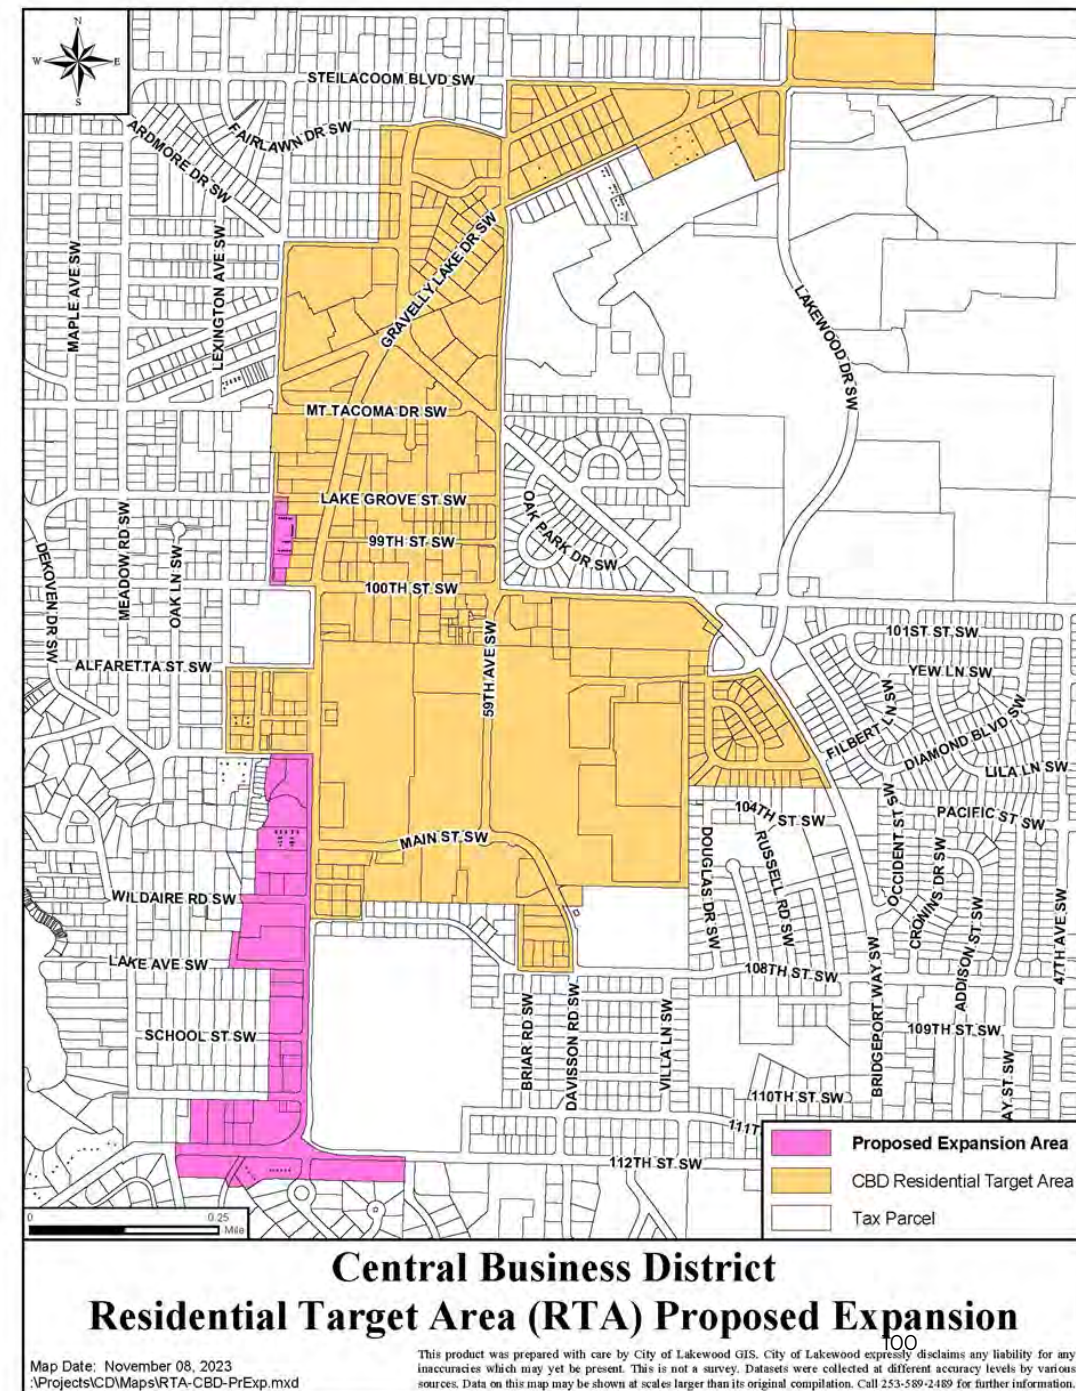 N
W E
S
STEILACOOM BLVD SW
FAIRLAWN DR SW
ARDMORE DR SW
MAPLE AVE SW
LEXINGTON AVE SW
GRAVELLY LAKE DR SW
LAKEWOOD DR SW
MT TACOMA DR SW
LAKE GROVE ST SW
OAK PARK DR SW
99TH ST SW
100TH ST SW
DEKOVEN DR SW
MEADOW RD SW
OAK LN SW
ALFARETTA ST SW
59TH AVE SW
101ST ST SW
YEW LN SW
FILBERT LN SW
DIAMOND BLVD SW
LILA LN SW
104TH ST SW
PACIFIC ST SW
MAIN ST SW
DOUGLAS DR SW
RUSSELL RD SW
OCCIDENT ST SW
CRONINS DR SW
ADDISON ST SW
47TH AVE SW
WILDAIRE RD SW
LAKE AVE SW
108TH ST SW
SCHOOL ST SW
BRIAR RD SW
DAVISSON RD SW
VILLA LN SW
BRIDGEPORT WAY SW
109TH ST SW
110TH ST SW
AY ST SW
111T
112TH ST SW
Proposed Expansion Area
CBD Residential Target Area
Tax Parcel
0 0.25
Mile
Central Business District
Residential Target Area (RTA) Proposed Expansion
100
Map Date: November 08, 2023
:\Projects\CD\Maps\RTA-CBD-PrExp.mxd
This product was prepared with care by City of Lakewood GIS. City of Lakewood expressly disclaims any liability for any
inaccuracies which may yet be present. This is not a survey. Datasets were collected at different accuracy levels by various
sources. Data on this map may be shown at scales larger than its original compilation. Call 253-589-2489 for further information.